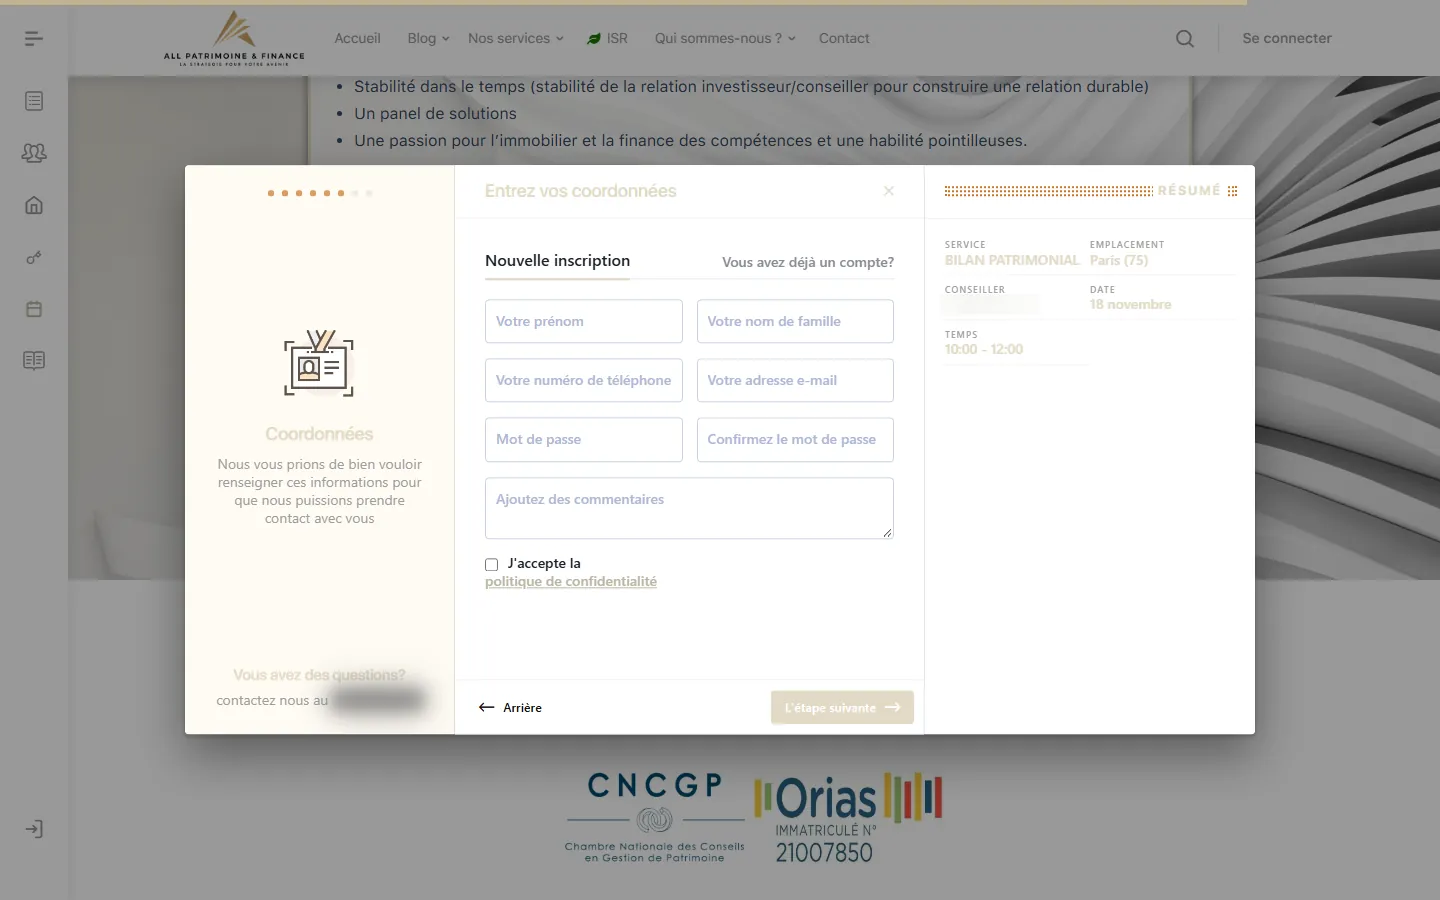 ALL PATRIMOINE & FINANCE
LA STRATÉGIE POUR VOTRE AVENIR
Accueil
Blog
Nos services
ISR
Qui sommes-nous ?
Contact
Se connecter
• Stabilité dans le temps (stabilité de la relation investisseur/conseiller pour construire une relation durable)
• Un panel de solutions
• Une passion pour l’immobilier et la finance des compétences et une habilité pointilleuses.
Coordonnées
Nous vous prions de bien vouloir
renseigner ces informations pour
que nous puissions prendre
contact avec vous
Vous avez des questions?
contactez nous au
Entrez vos coordonnées
Nouvelle inscription
Vous avez déjà un compte?
Votre prénom
Votre nom de famille
Votre numéro de téléphone
Votre adresse e-mail
Mot de passe
Confirmez le mot de passe
Ajoutez des commentaires
J'accepte la
politique de confidentialité
Arrière
L'étape suivante
RÉSUMÉ
SERVICE
BILAN PATRIMONIAL
EMPLACEMENT
Paris (75)
CONSEILLER
DATE
18 novembre
TEMPS
10:00 - 12:00
CNCGP
Chambre Nationale des Conseils
en Gestion de Patrimoine
Orias
IMMATRICULÉ N°
21007850